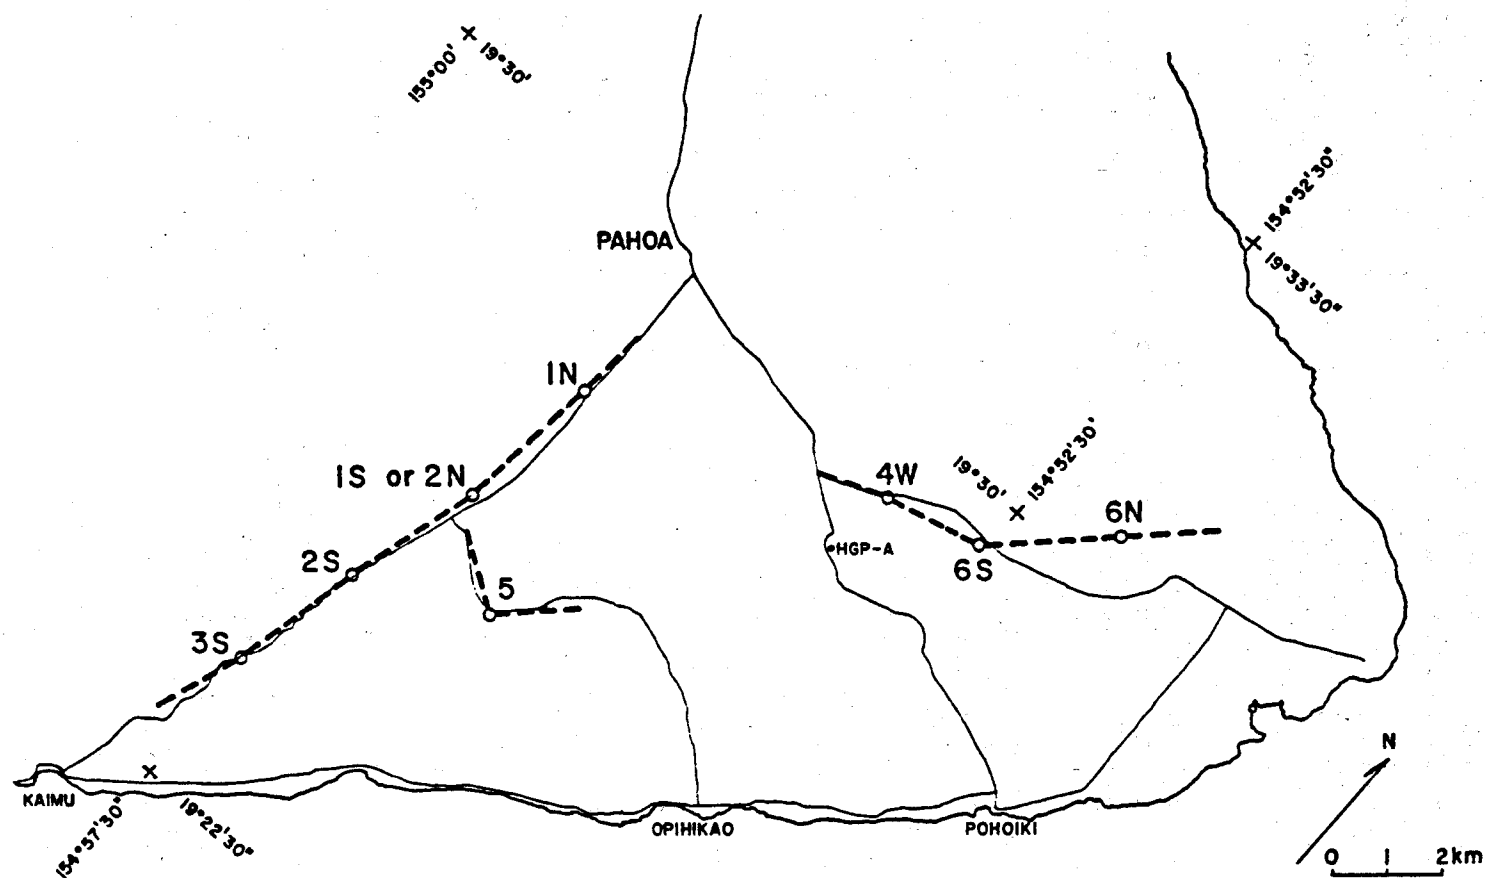 155°00'
19°30'
154°52'30"
19°33'30"
PAHOA
1N
1S or 2N
2S
3S
5
4W
19°30'
154°52'30'
6N
6S
HGP-A
KAIMU
154°57'30"
19°22'30"
OPIHIKAO
POHOIKI
N
0 1 2km